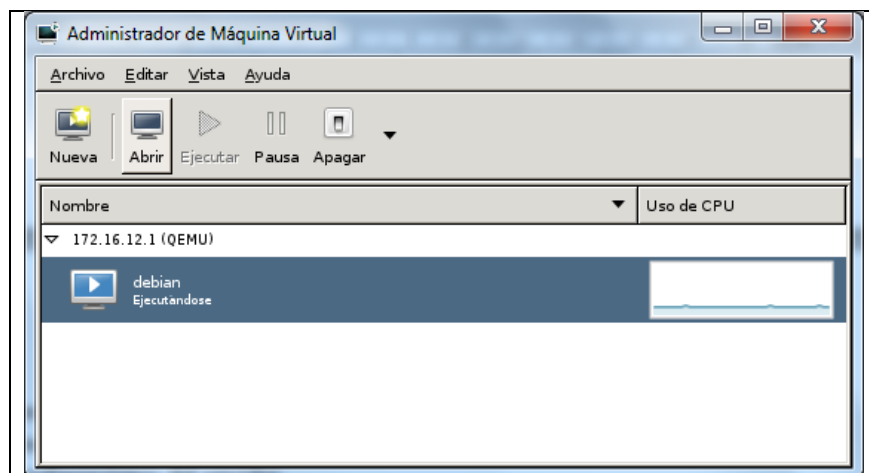 Administrador de Máquina Virtual
Archivo Editar Vista Ayuda
Nueva Abrir Ejecutar Pausa Apagar
Nombre Uso de CPU
172.16.12.1 (QEMU)
debian
Ejecutándose